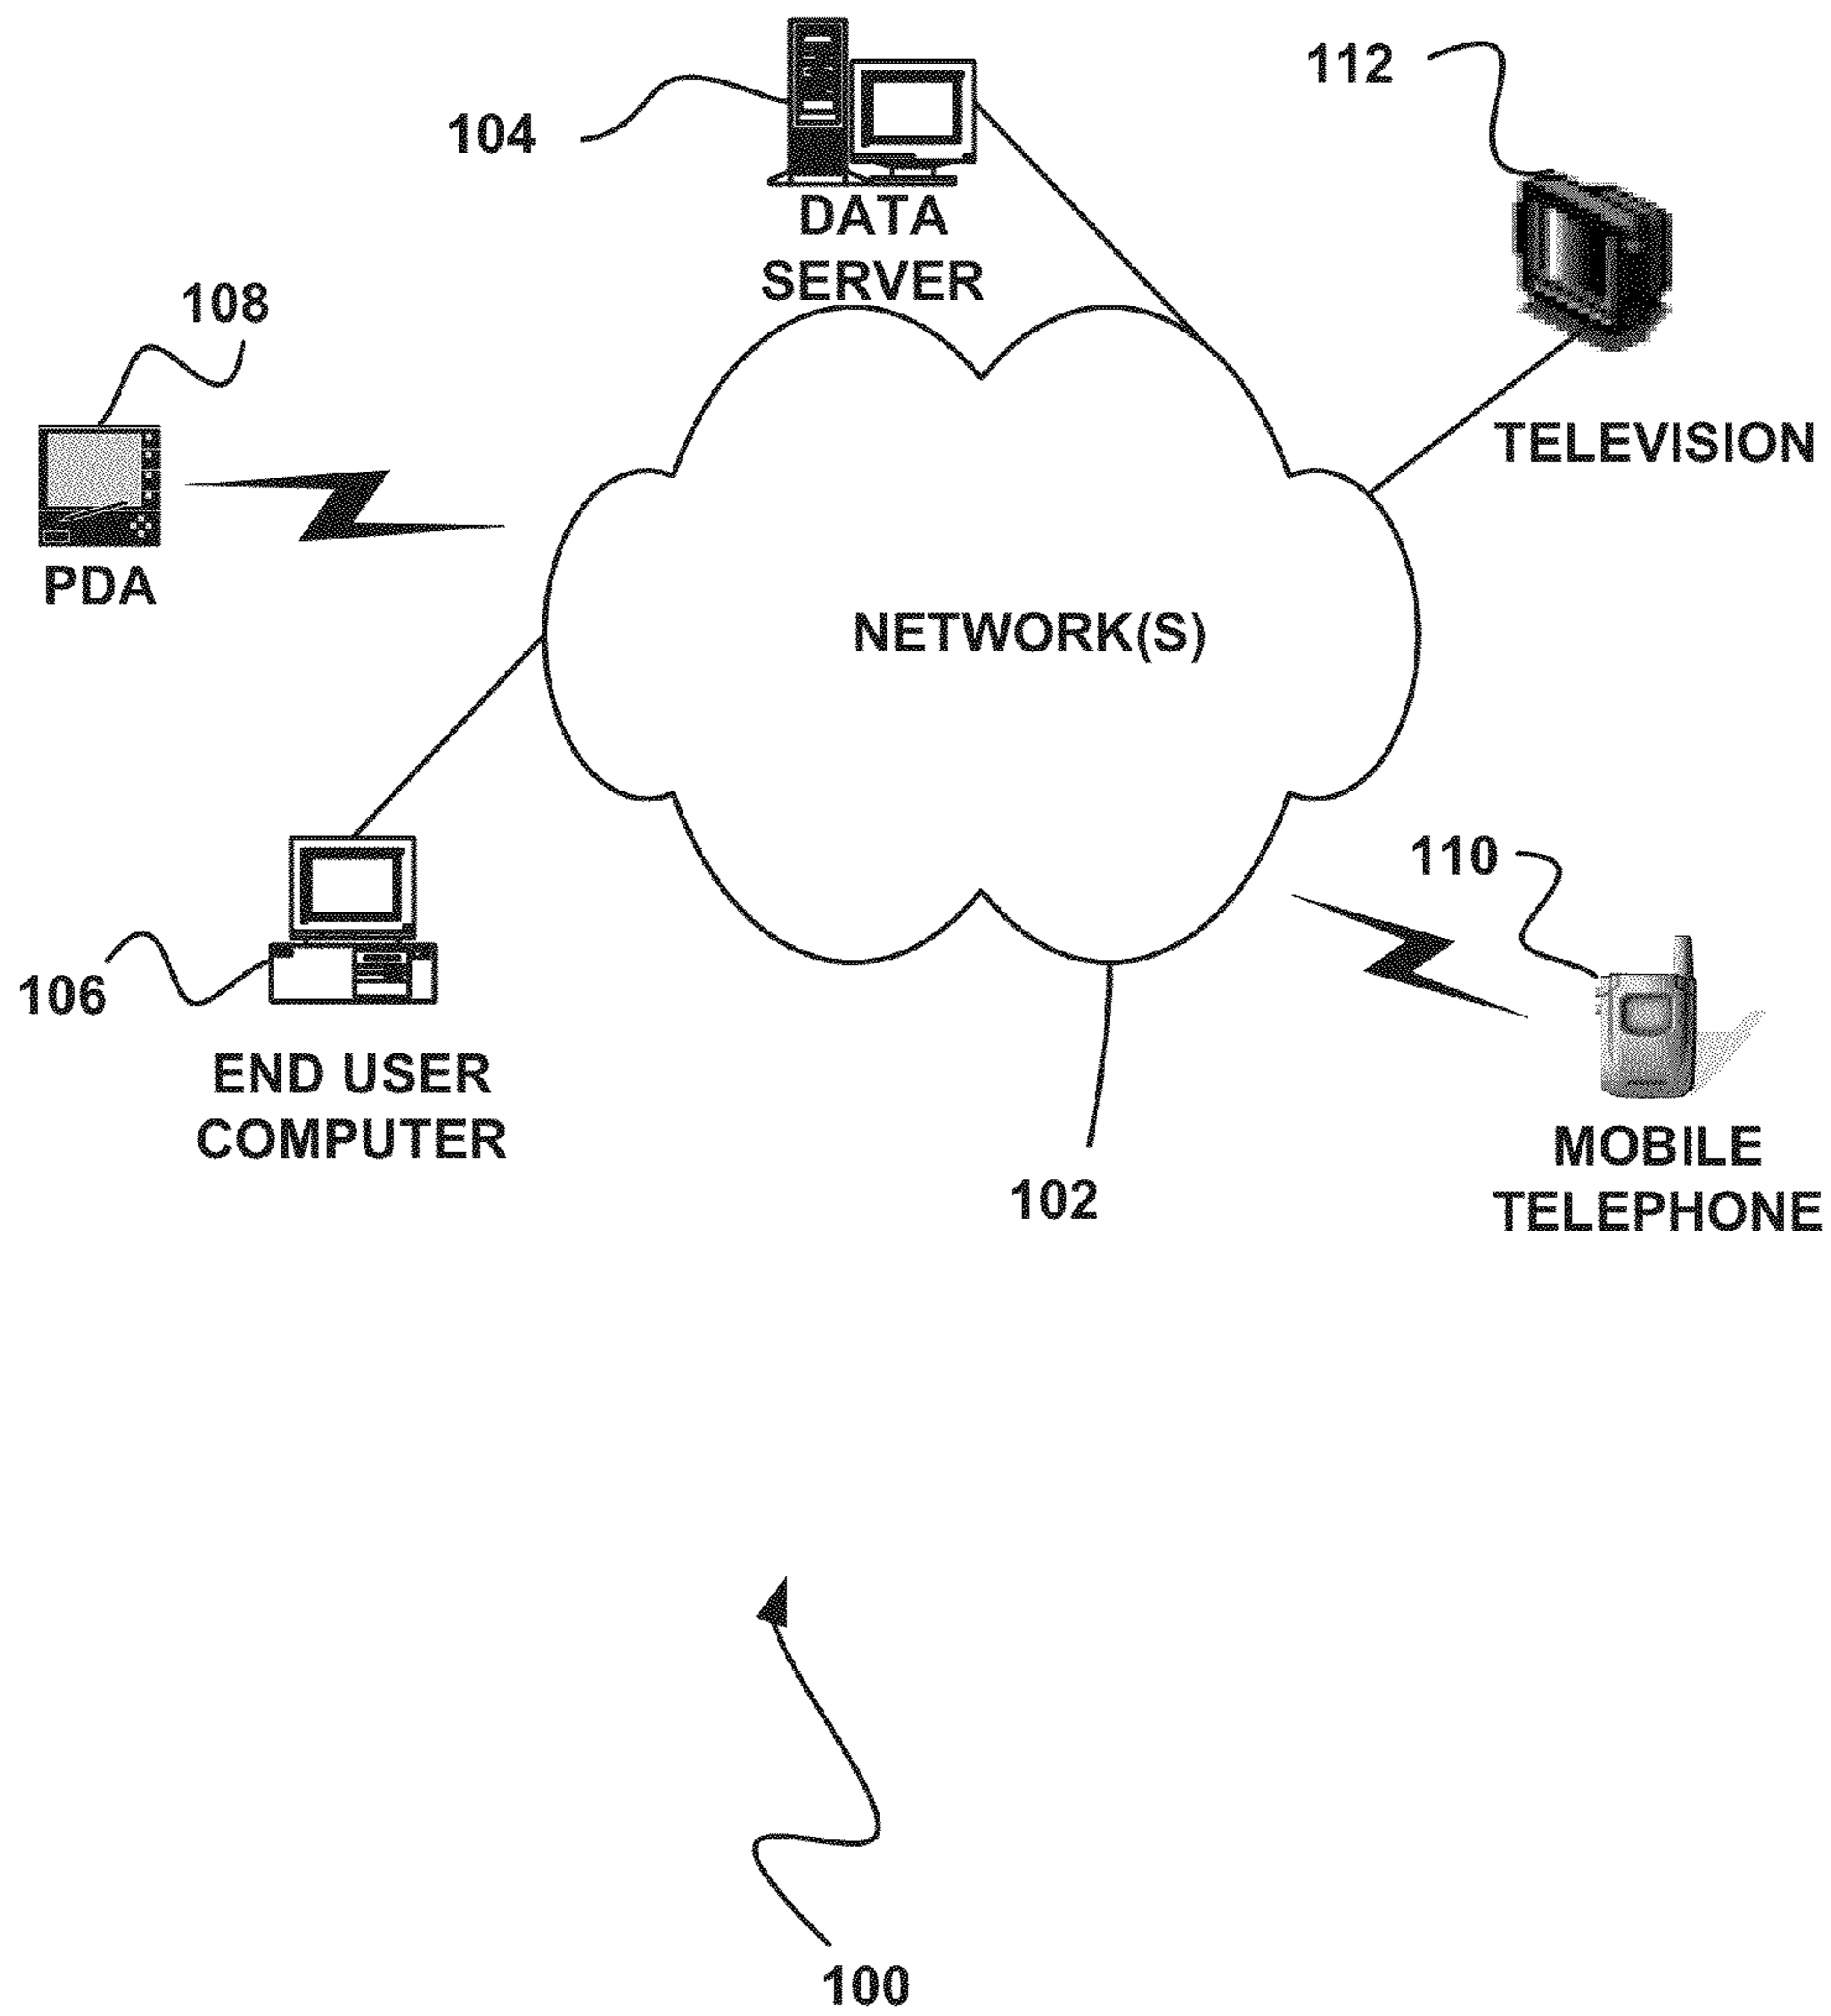 112
104
DATA
SERVER
108
TELEVISION
PDA
NETWORK(S)
110
106
END USER
COMPUTER
MOBILE
TELEPHONE
102
100